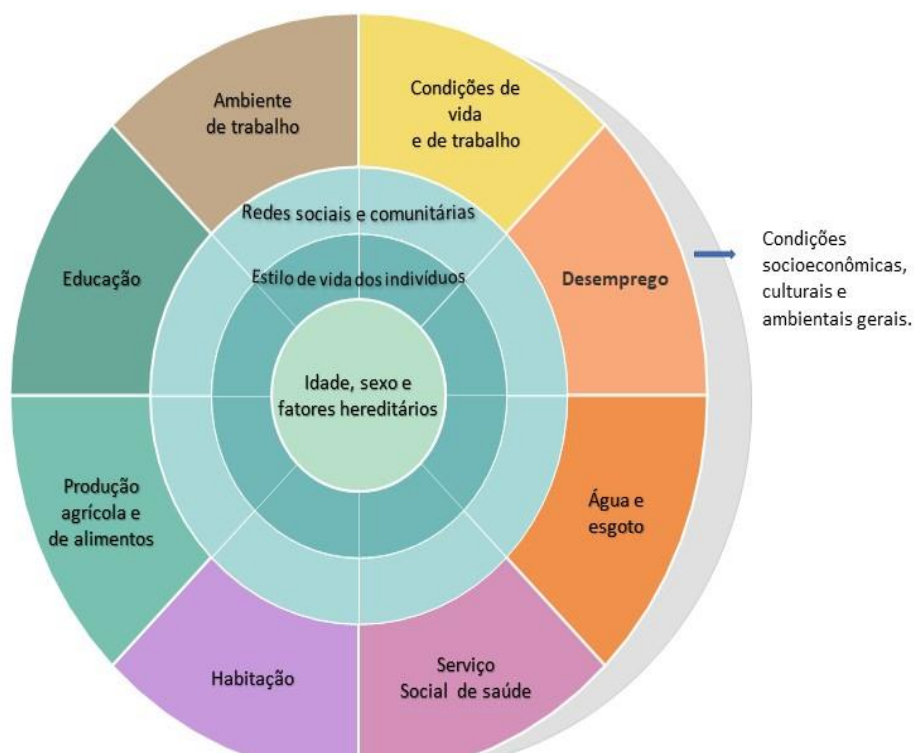 Ambiente
de trabalho
Condições de
vida
e de trabalho
Redes sociais e comunitárias
Educação
Estilo de vida dos indivíduos
Desemprego
Condições
socioeconômicas,
culturais e
ambientais gerais.
Idade, sexo e
fatores hereditários
Produção
agrícola e
de alimentos
Água e
esgoto
Habitação
Serviço
Social de saúde